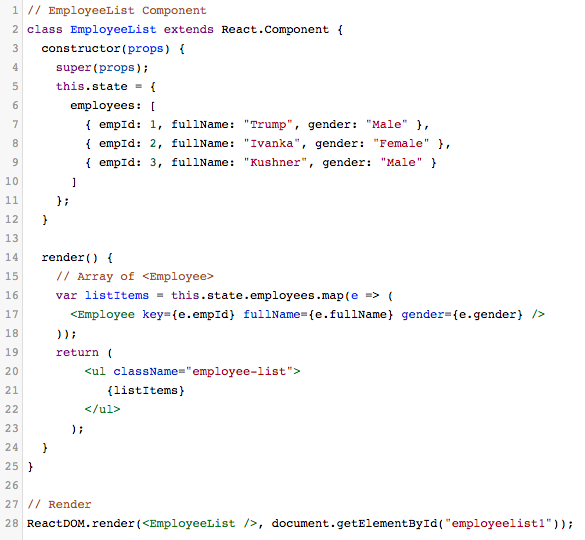 1 // EmployeeList Component
2 class EmployeeList extends React.Component {
3   constructor(props) {
4     super(props);
5     this.state = {
6       employees: [
7         { empId: 1, fullName: "Trump", gender: "Male" },
8         { empId: 2, fullName: "Ivanka", gender: "Female" },
9         { empId: 3, fullName: "Kushner", gender: "Male" }
10       ]
11     };
12   }
13
14   render() {
15     // Array of <Employee>
16     var listItems = this.state.employees.map(e => (
17       <Employee key={e.empId} fullName={e.fullName} gender={e.gender} />
18     ));
19     return (
20         <ul className="employee-list">
21            {listItems}
22         </ul>
23       );
24   }
25 }
26
27 // Render
28 ReactDOM.render(<EmployeeList />, document.getElementById("employeelist1"));